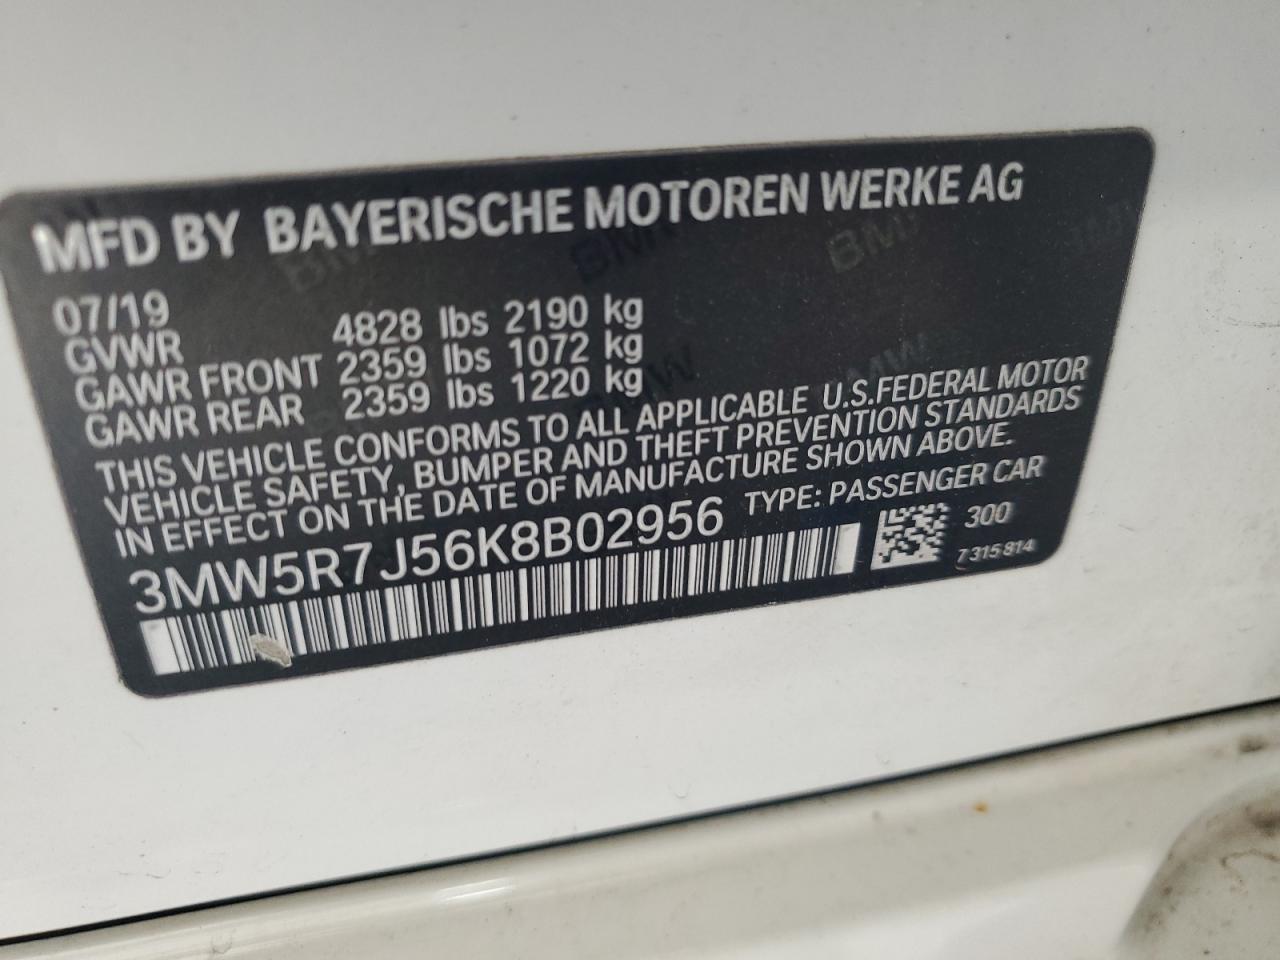 MFD BY BAYERISCHE MOTOREN WERKE AG
07/19
GVWR 4828 lbs 2190 kg
GAWR FRONT 2359 lbs 1072 kg
GAWR REAR 2359 lbs 1220 kg
THIS VEHICLE CONFORMS TO ALL APPLICABLE U.S.FEDERAL MOTOR
VEHICLE SAFETY, BUMPER AND THEFT PREVENTION STANDARDS
IN EFFECT ON THE DATE OF MANUFACTURE SHOWN ABOVE.
3MW5R7J56K8B02956 TYPE: PASSENGER CAR
300
7 315 814